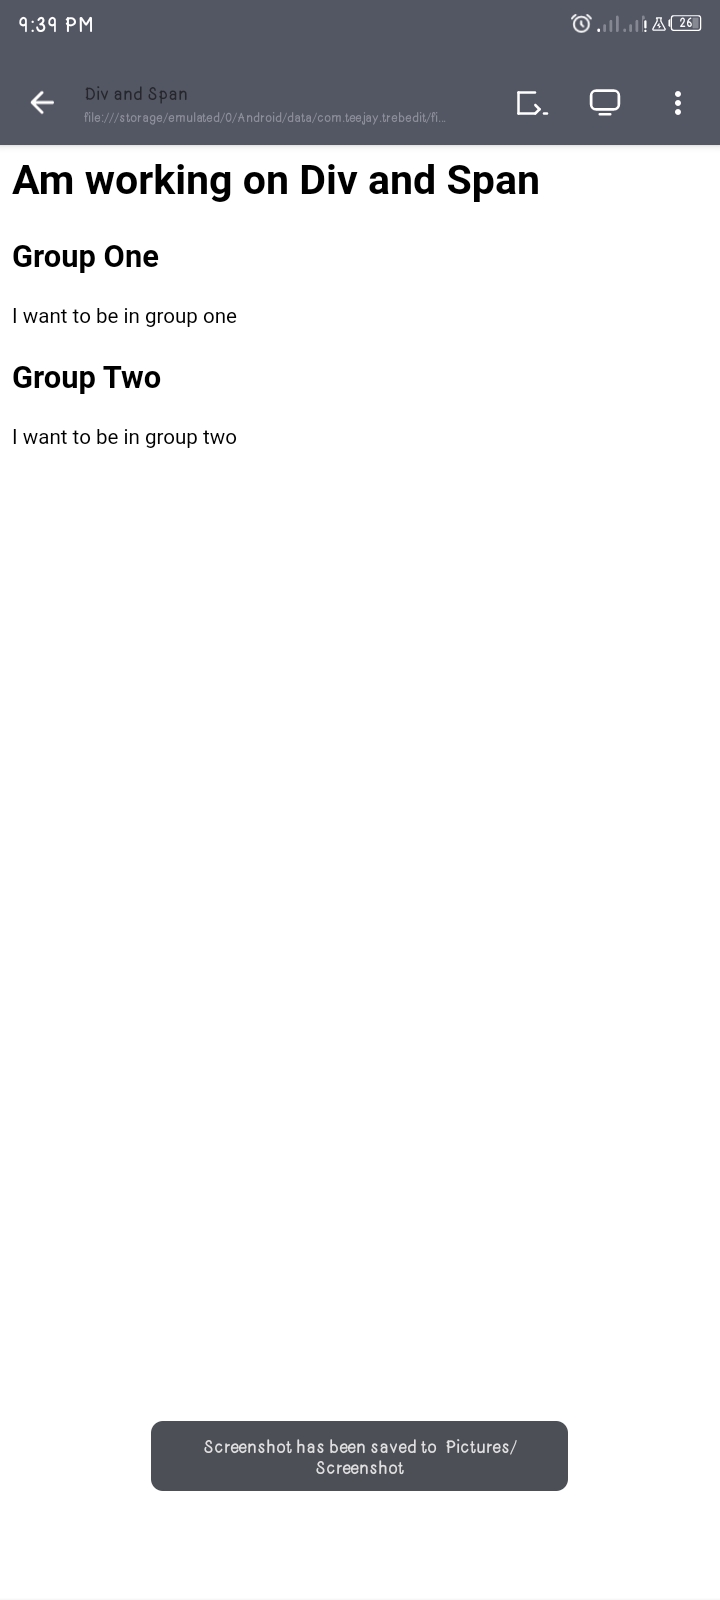 9:39 PM
26
Div and Span
file:///storage/emulated/0/Android/data/com.teejay.trebedit/fi...
Am working on Div and Span
Group One
I want to be in group one
Group Two
I want to be in group two
Screenshot has been saved to Pictures/
Screenshot